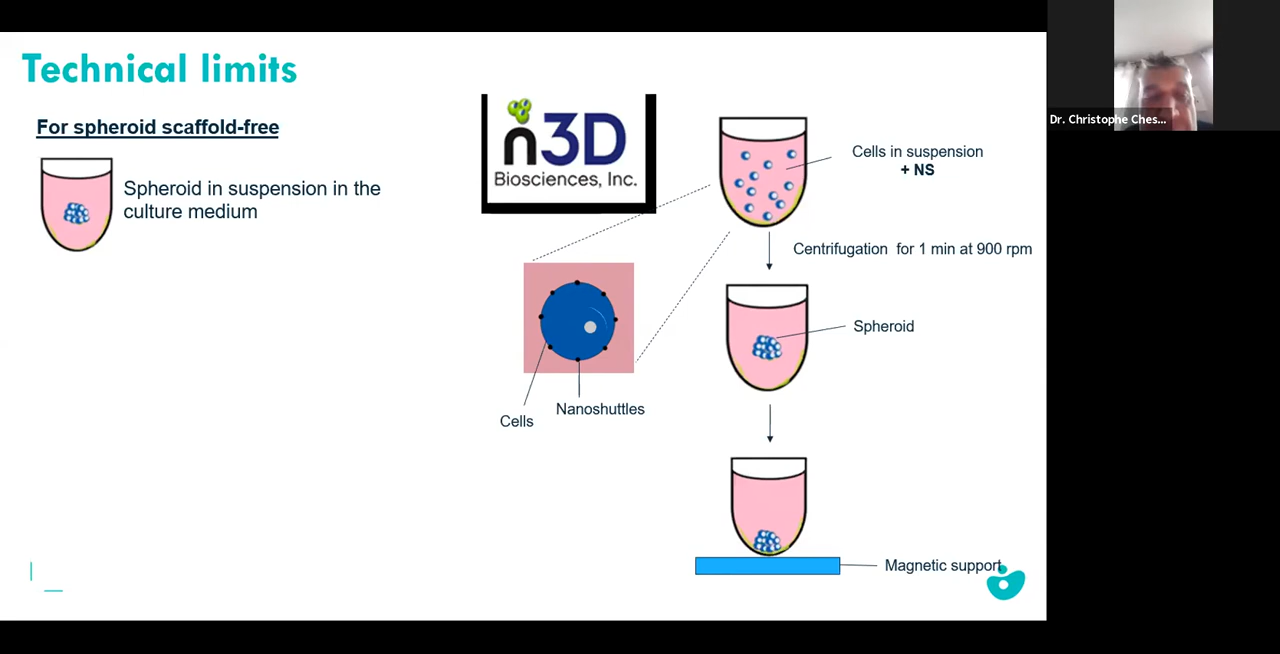 Technical limits
For spheroid scaffold-free
Spheroid in suspension in the
culture medium
n3D
Biosciences, Inc.
Cells in suspension
+ NS
Centrifugation for 1 min at 900 rpm
Spheroid
Cells
Nanoshuttles
Magnetic support
Dr. Christophe Ches...